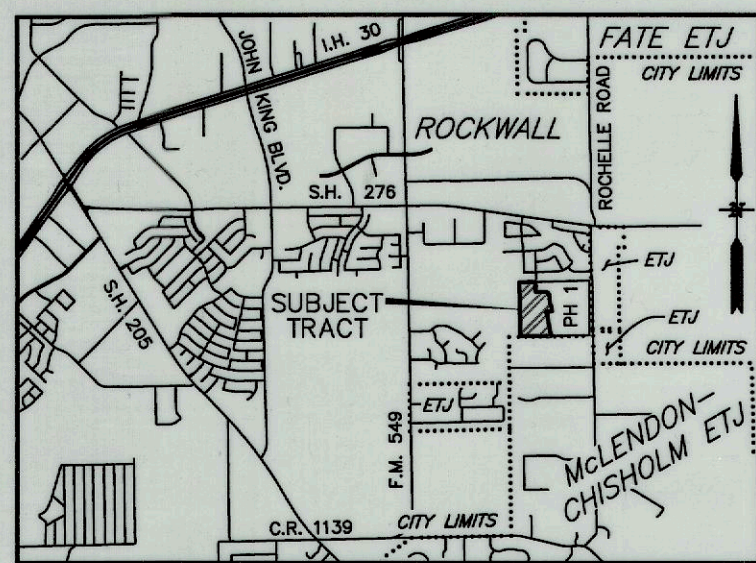 FATE ETJ
CITY LIMITS
JOHN
KING BLVD.
I.H. 30
ROCKWALL
ROCHELLE ROAD
S.H. 276
S.H. 205
SUBJECT
TRACT
ETJ
PH 1
ETJ
CITY LIMITS
ETJ
F.M. 549
McLENDON-
CHISHOLM ETJ
C.R. 1139
CITY LIMITS